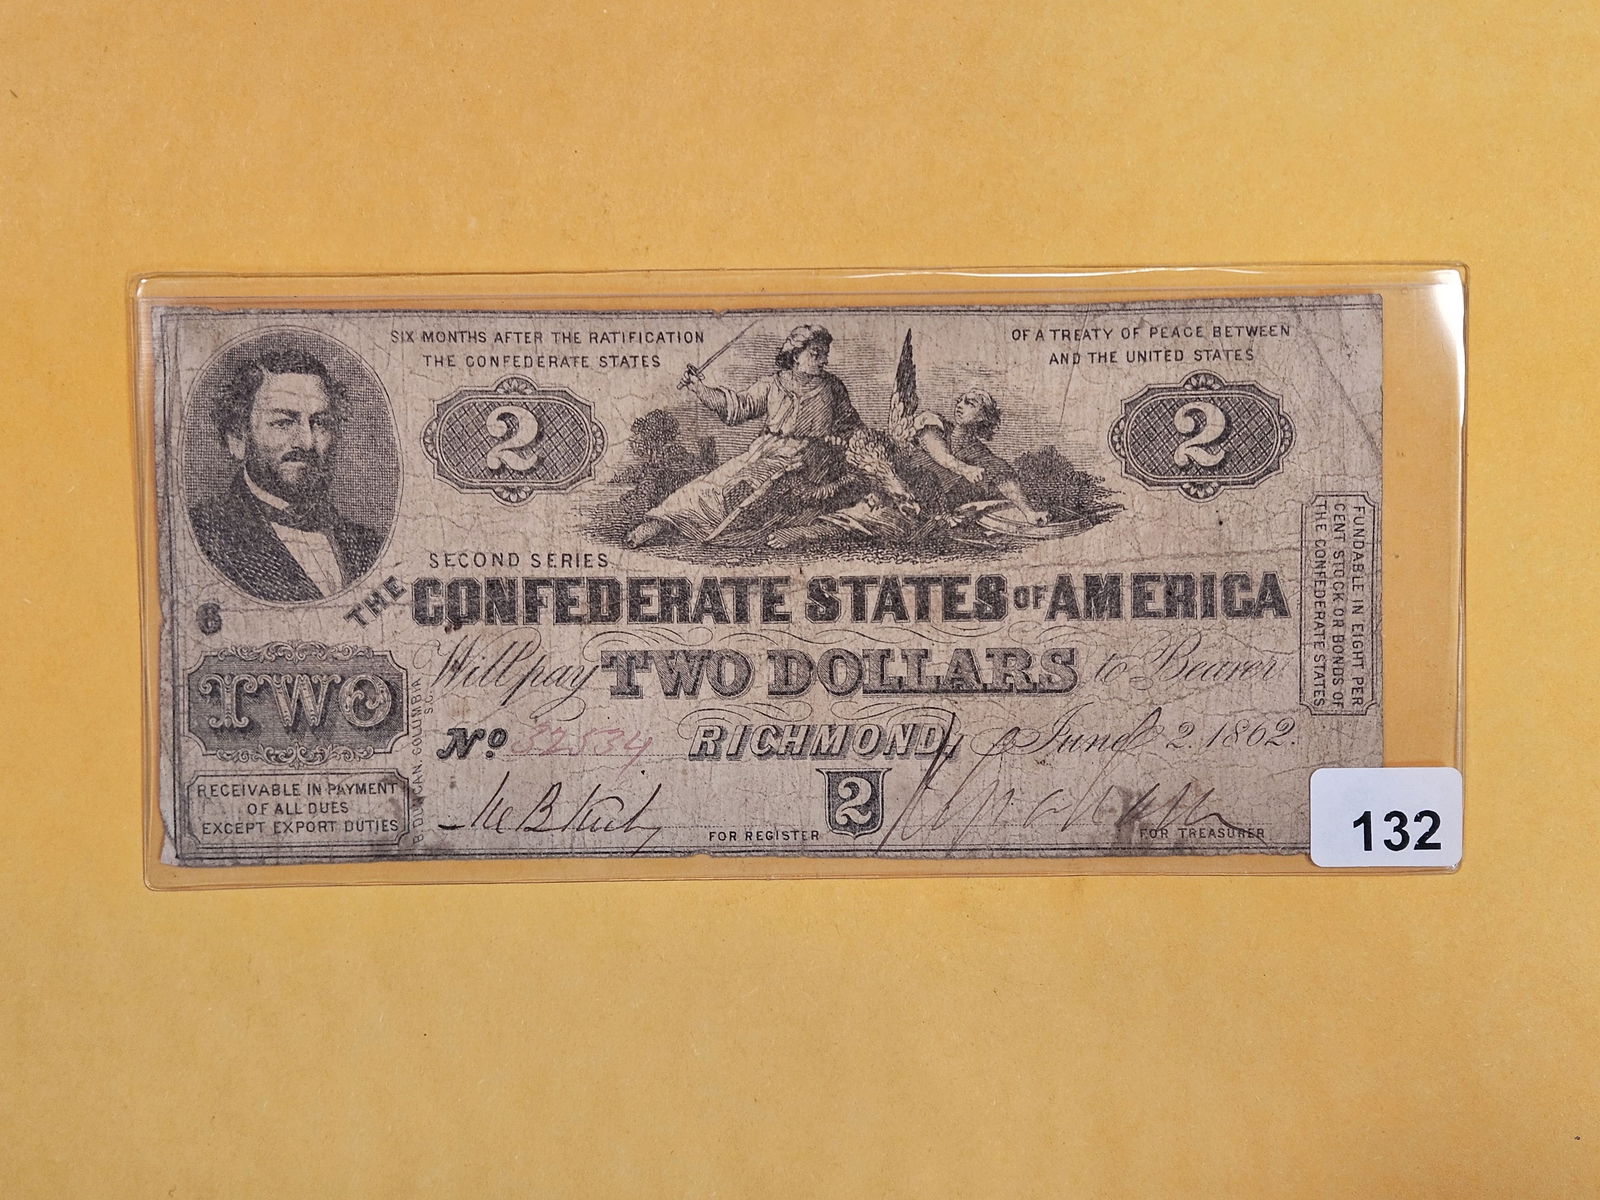 SIX MONTHS AFTER THE RATIFICATION OF A TREATY OF PEACE BETWEEN
THE CONFEDERATE STATES AND THE UNITED STATES
2 2
SECOND SERIES
THE CONFEDERATE STATES OF AMERICA
Will pay TWO DOLLARS to Bearer
No 32534 RICHMOND, June 2. 1862.
6
TWO
RECEIVABLE IN PAYMENT
OF ALL DUES
EXCEPT EXPORT DUTIES
B. DUNCAN. COLUMBIA
S.C.
2
FOR REGISTER
FOR TREASURER
FUNDABLE IN EIGHT PER
CENT STOCK OR BONDS OF
THE CONFEDERATE STATES
132